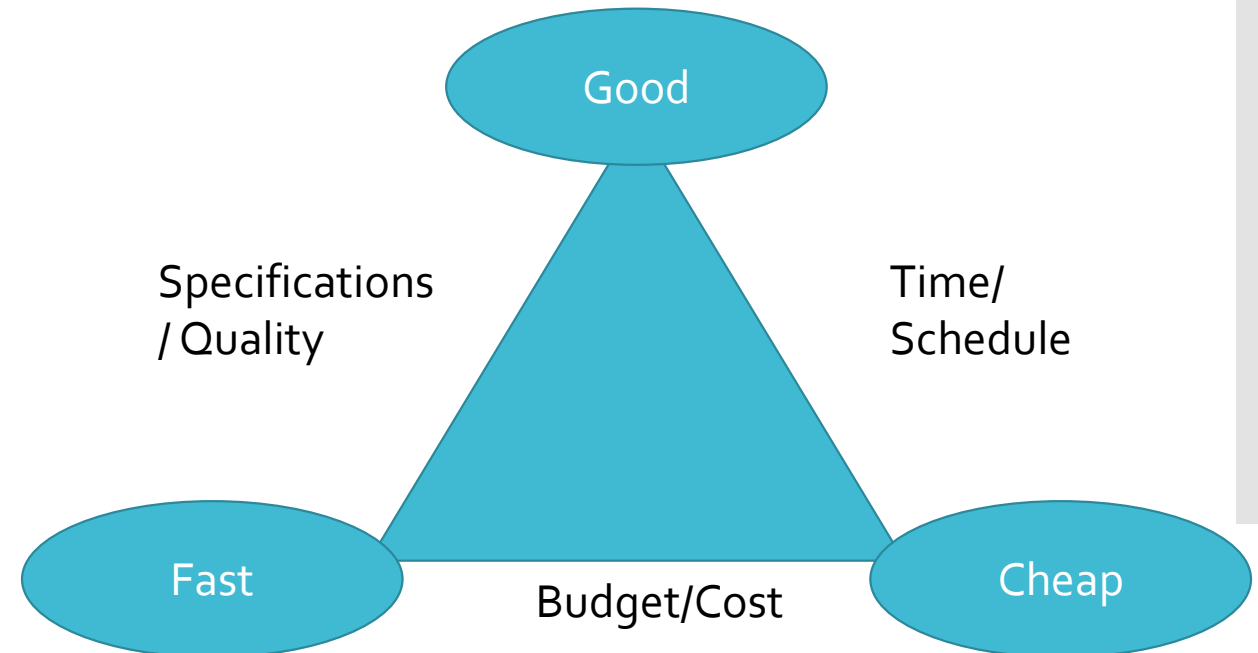 Good
Specifications
/ Quality
Time/
Schedule
Fast
Budget/Cost
Cheap